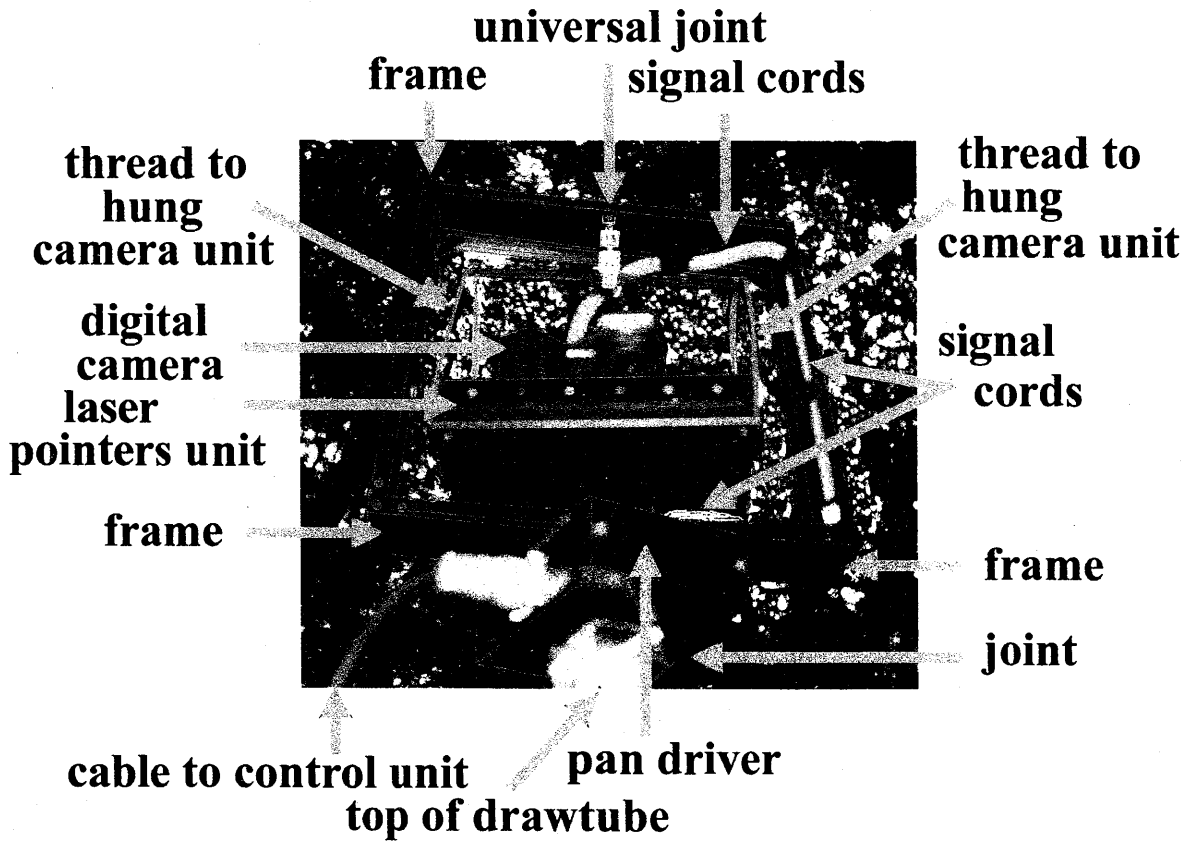 universal joint
frame
signal cords
thread to
hung
camera unit
thread to
hung
camera unit
digital
camera
signal
cords
laser
pointers unit
frame
frame
joint
cable to control unit
pan driver
top of drawtube